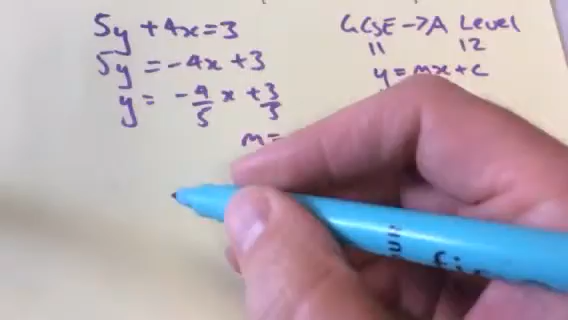 5y + 4x = 3
5y = -4x + 3
y = -4/5 x + 3/5
m =
GCSE → A Level
11 12
y = mx + c